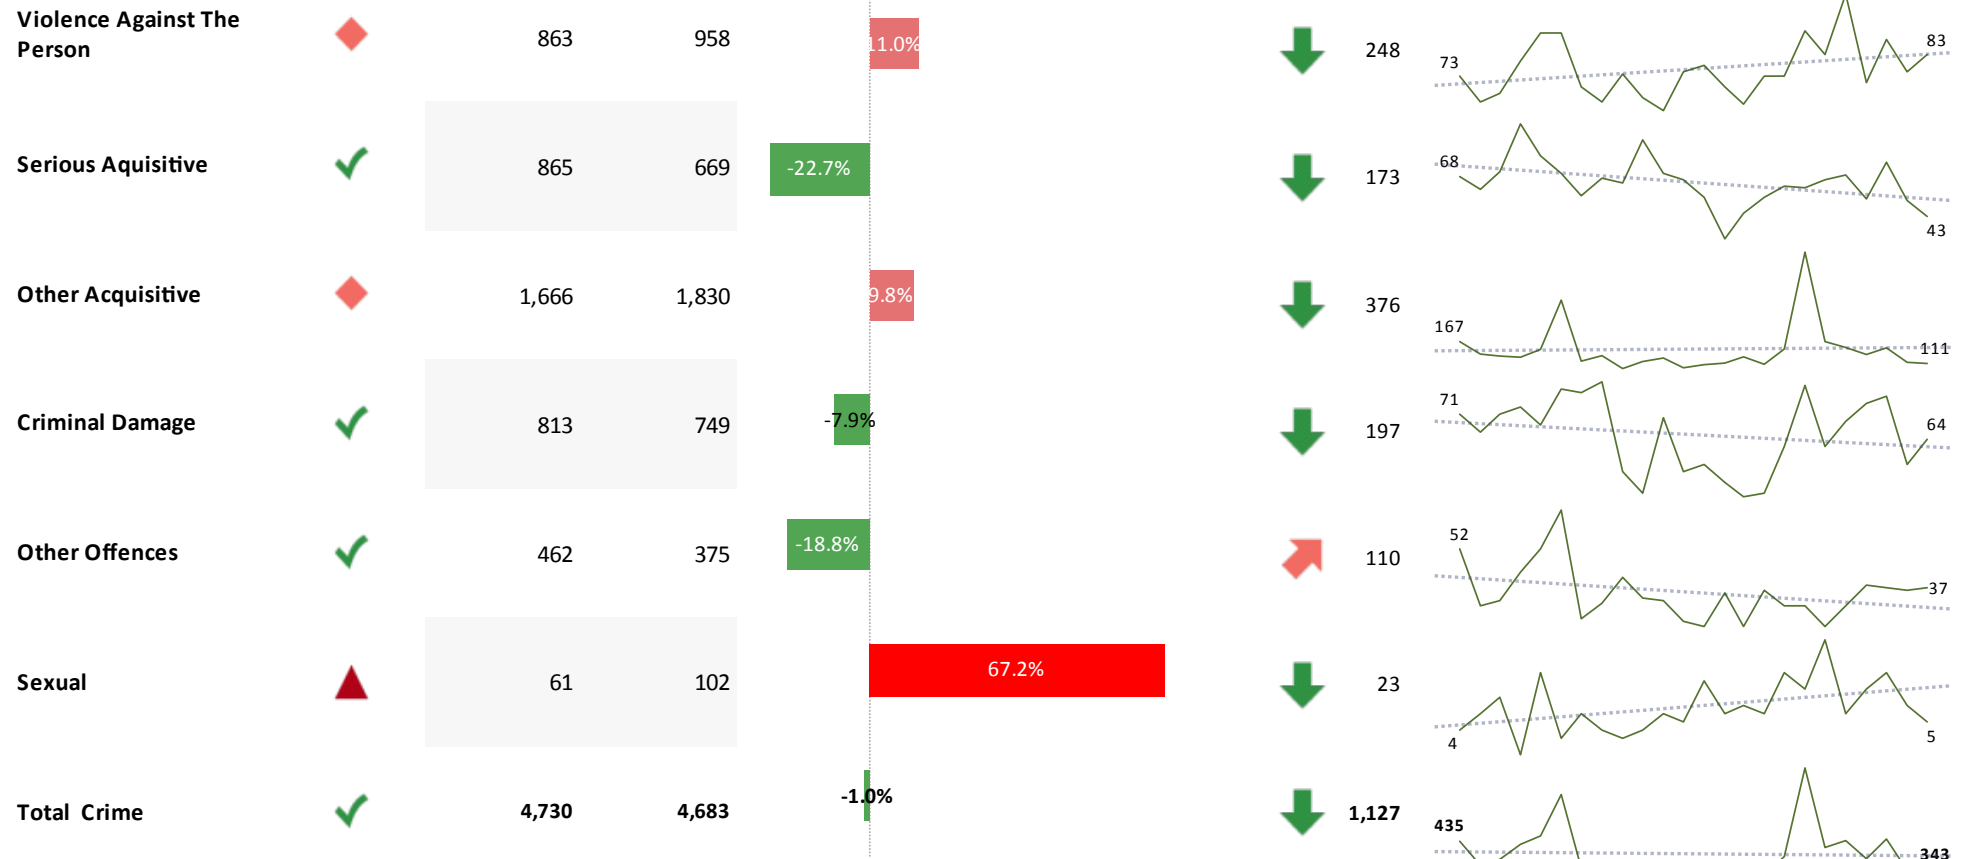 Violence Against The
Person
863 958 11.0% 248 73 83
Serious Aquisitive 865 669 -22.7% 173 68 43
Other Acquisitive 1,666 1,830 9.8% 376 167 111
Criminal Damage 813 749 -7.9% 197 71 64
Other Offences 462 375 -18.8% 110 52 37
Sexual 61 102 67.2% 23 4 5
Total Crime 4,730 4,683 -1.0% 1,127 435 343